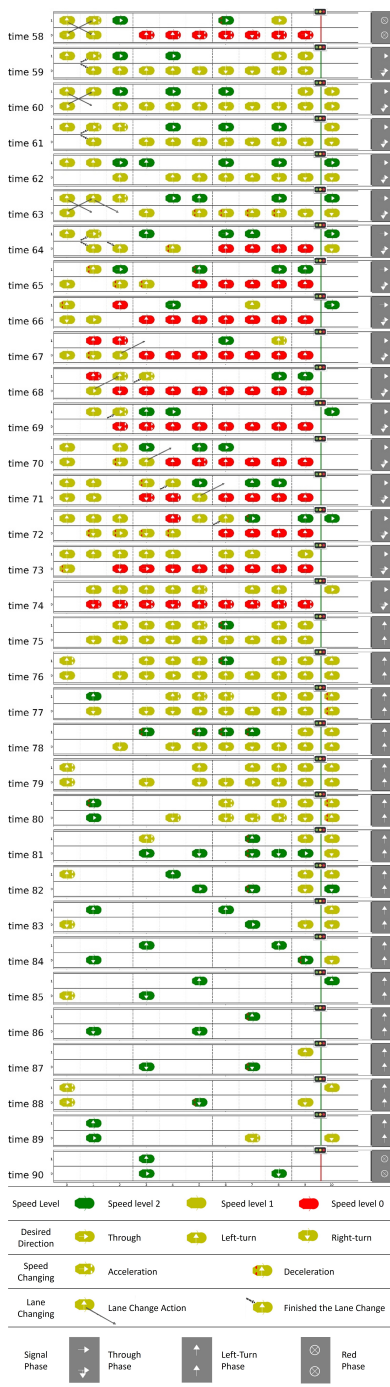 time 58
time 59
time 60
time 61
time 62
time 63
time 64
time 65
time 66
time 67
time 68
time 69
time 70
time 71
time 72
time 73
time 74
time 75
time 76
time 77
time 78
time 79
time 80
time 81
time 82
time 83
time 84
time 85
time 86
time 87
time 88
time 89
time 90
Speed Level
Speed level 2
Speed level 1
Speed level 0
Desired
Direction
Through
Left-turn
Right-turn
Speed
Changing
Acceleration
Deceleration
Lane
Changing
Lane Change Action
Finished the Lane Change
Signal
Phase
Through
Phase
Left-Turn
Phase
Red
Phase